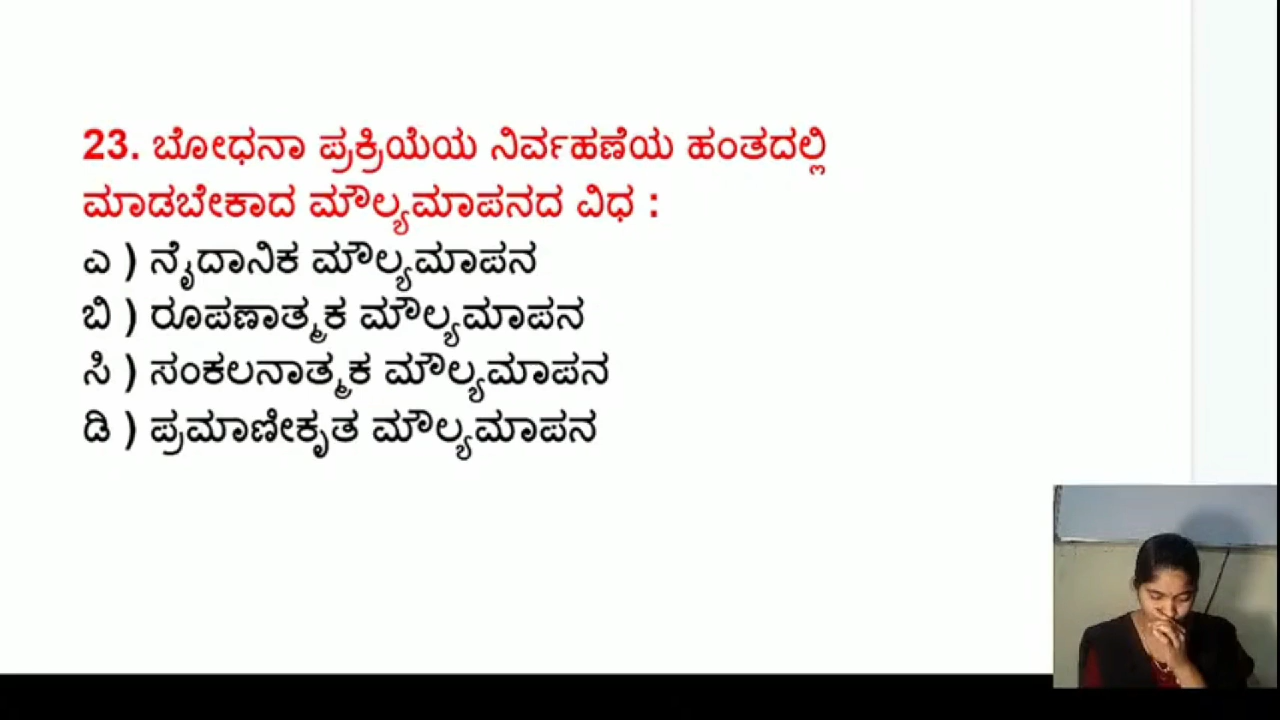 23. ಬೋಧನಾ ಪ್ರಕ್ರಿಯೆಯ ನಿರ್ವಹಣೆಯ ಹಂತದಲ್ಲಿ
ಮಾಡಬೇಕಾದ ಮೌಲ್ಯಮಾಪನದ ವಿಧ :
ಎ ) ನೈದಾನಿಕ ಮೌಲ್ಯಮಾಪನ
ಬಿ ) ರೂಪಣಾತ್ಮಕ ಮೌಲ್ಯಮಾಪನ
ಸಿ ) ಸಂಕಲನಾತ್ಮಕ ಮೌಲ್ಯಮಾಪನ
ಡಿ ) ಪ್ರಮಾಣೀಕೃತ ಮೌಲ್ಯಮಾಪನ